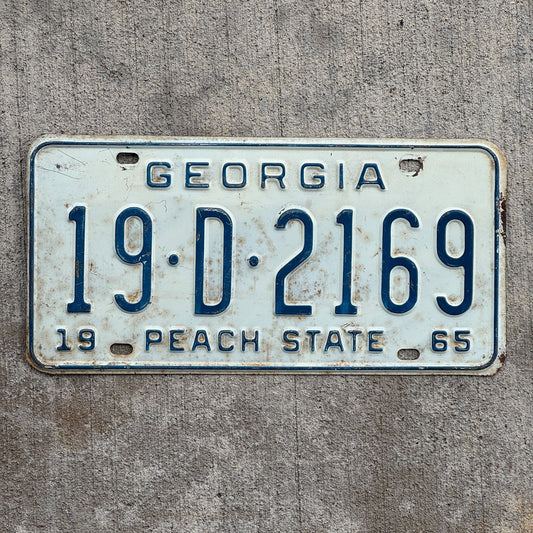 GEORGIA
19·D·2169
19 PEACH STATE 65